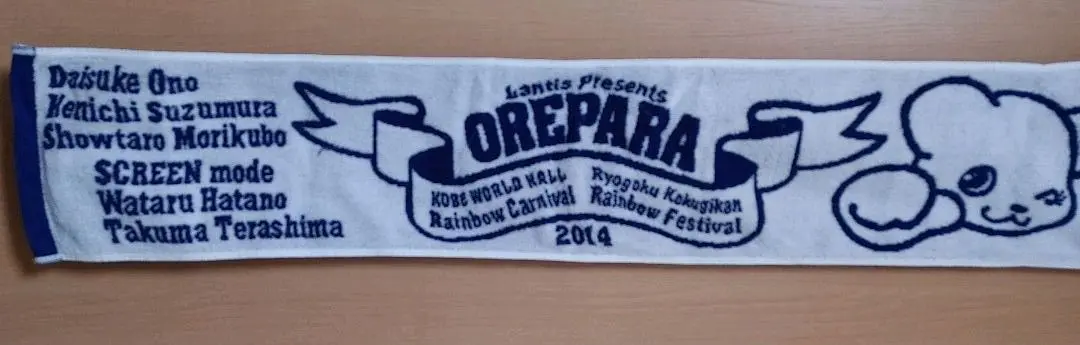 Daisuke Ono
Kenichi Suzumura
Showtaro Morikubo
SCREEN mode
Wataru Hatano
Takuma Terashima
Lantis Presents
OREPARA
KOBE WORLD HALL
Rainbow Carnival
Ryogoku Kokugikan
Rainbow Festival
2014